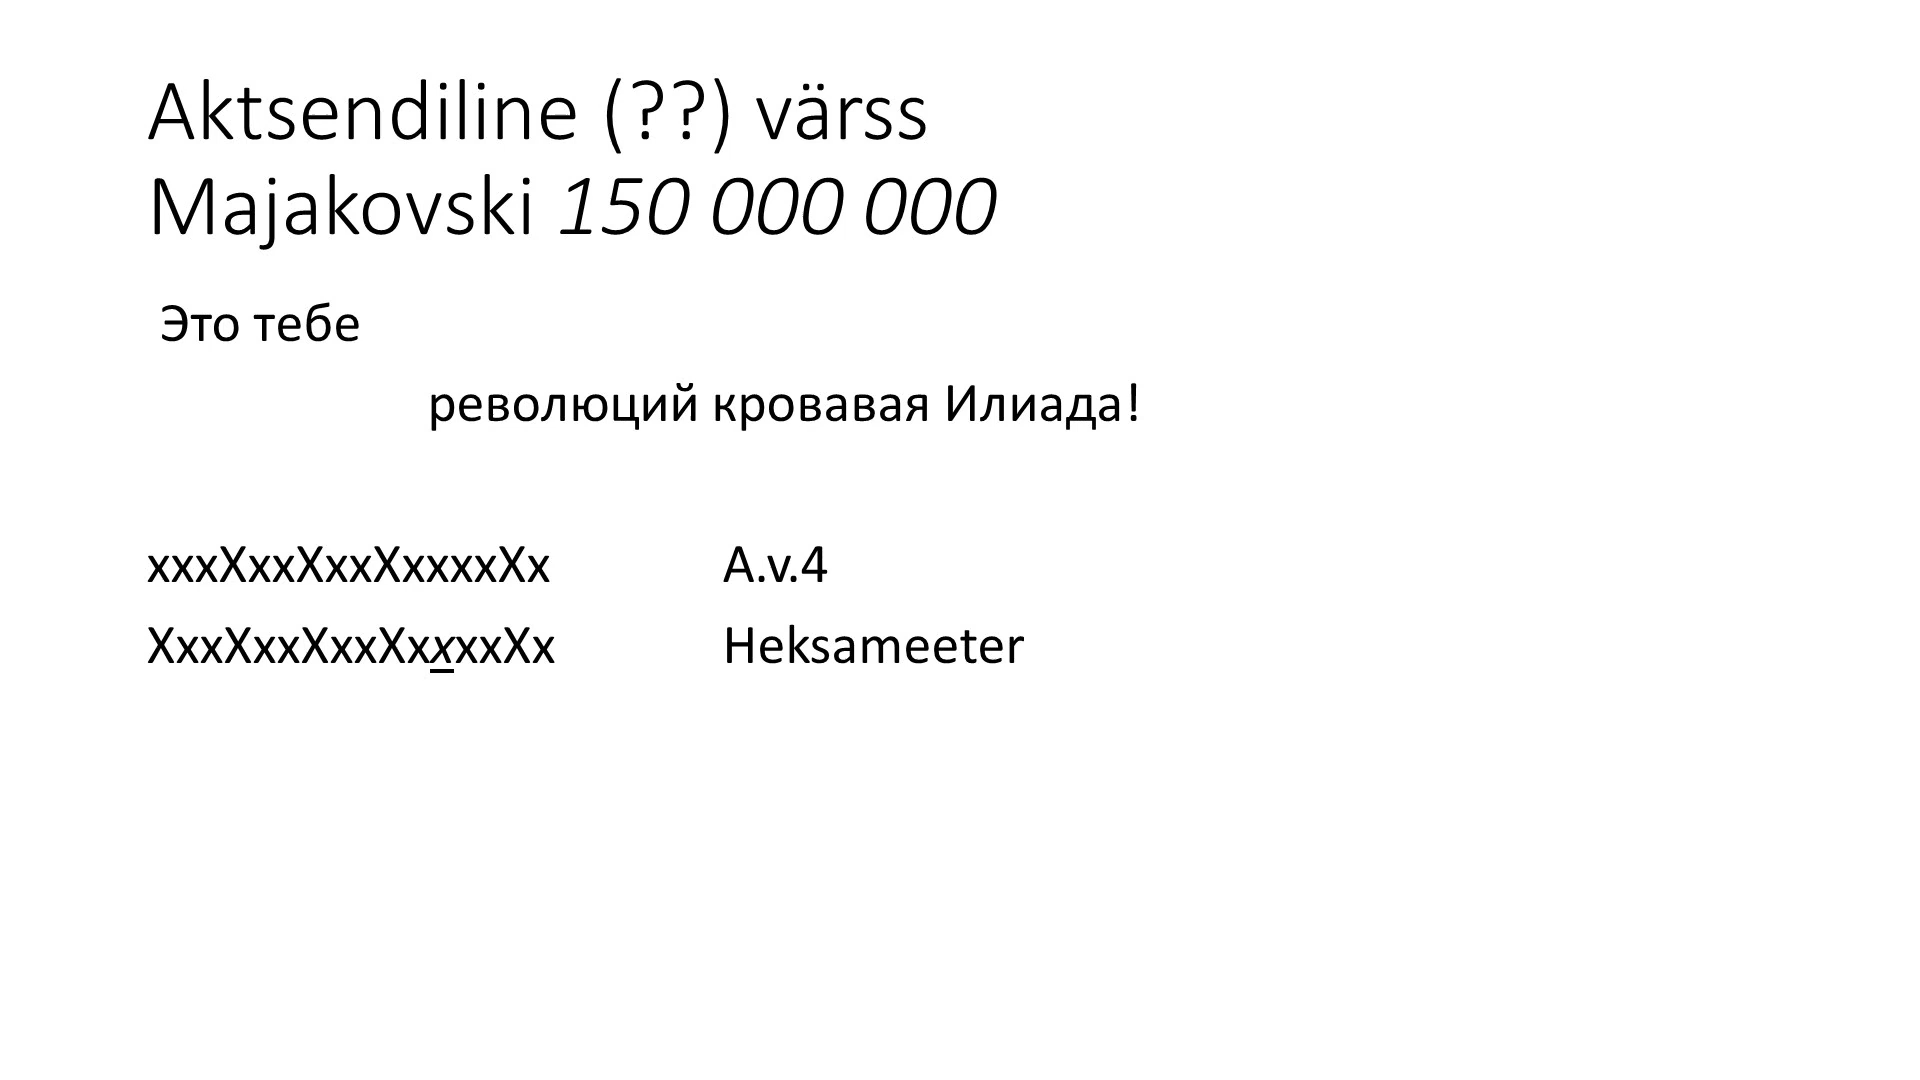 Aktsendiline (??) värss
Majakovski 150 000 000
Это тебе
революций кровавая Илиада!
xxxXxxXxxXxxxxXx A.v.4
XxxXxxXxxXxxxxXx Heksameeter